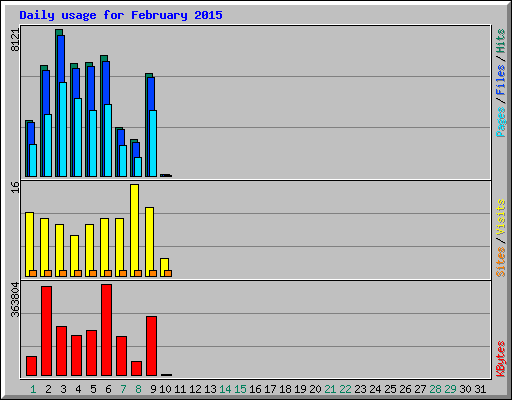 Daily usage for February 2015
8121
Pages/Files/Hits
16
Sites/Visits
363804
KBytes
1 2 3 4 5 6 7 8 9 10 11 12 13 14 15 16 17 18 19 20 21 22 23 24 25 26 27 28 29 30 31